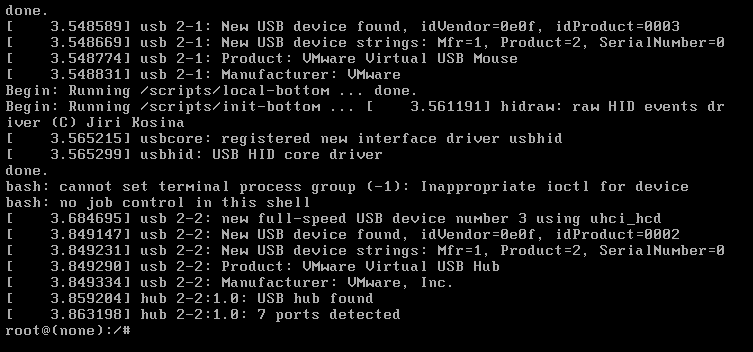 done.
[    3.548589] usb 2-1: New USB device found, idVendor=0e0f, idProduct=0003
[    3.548669] usb 2-1: New USB device strings: Mfr=1, Product=2, SerialNumber=0
[    3.548774] usb 2-1: Product: VMware Virtual USB Mouse
[    3.548831] usb 2-1: Manufacturer: VMware
Begin: Running /scripts/local-bottom ... done.
Begin: Running /scripts/init-bottom ... [    3.561191] hidraw: raw HID events dr
iver (C) Jiri Kosina
[    3.565215] usbcore: registered new interface driver usbhid
[    3.565299] usbhid: USB HID core driver
done.
bash: cannot set terminal process group (-1): Inappropriate ioctl for device
bash: no job control in this shell
[    3.684695] usb 2-2: new full-speed USB device number 3 using uhci_hcd
[    3.849147] usb 2-2: New USB device found, idVendor=0e0f, idProduct=0002
[    3.849231] usb 2-2: New USB device strings: Mfr=1, Product=2, SerialNumber=0
[    3.849290] usb 2-2: Product: VMware Virtual USB Hub
[    3.849334] usb 2-2: Manufacturer: VMware, Inc.
[    3.859204] hub 2-2:1.0: USB hub found
[    3.863198] hub 2-2:1.0: 7 ports detected
root@(none):/#